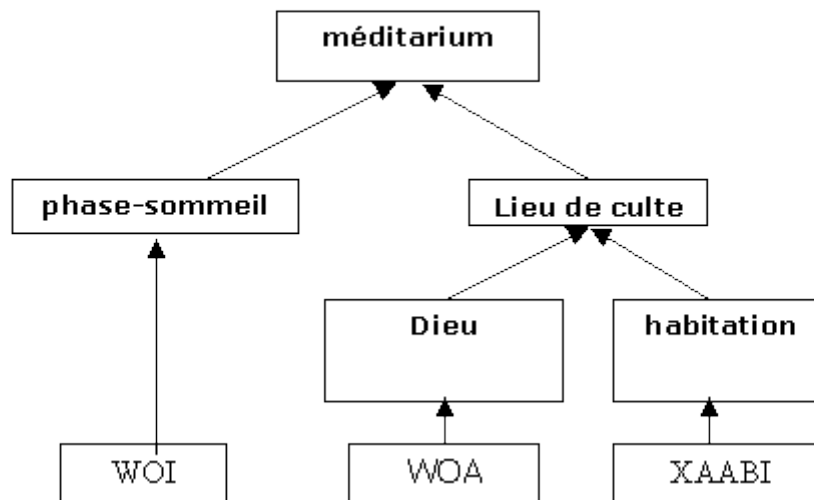 méditarium
phase-sommeil
Lieu de culte
Dieu
habitation
WOI
WOA
XAABI